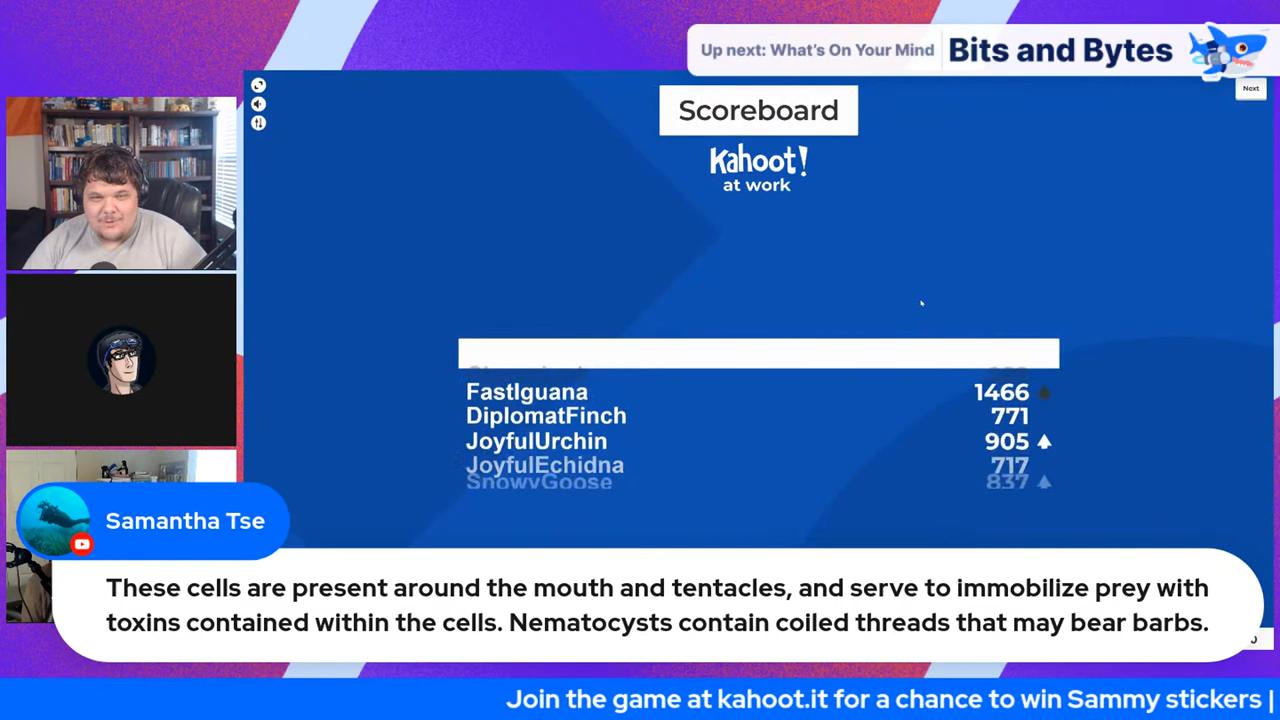 Up next: What's On Your Mind
Bits and Bytes
Next
Scoreboard
Kahoot!
at work
FastIguana 1466
DiplomatFinch 771
JoyfulUrchin 905
JoyfulEchidna 717
SnowyGoose 837
Samantha Tse
These cells are present around the mouth and tentacles, and serve to immobilize prey with
toxins contained within the cells. Nematocysts contain coiled threads that may bear barbs.
Join the game at kahoot.it for a chance to win Sammy stickers |